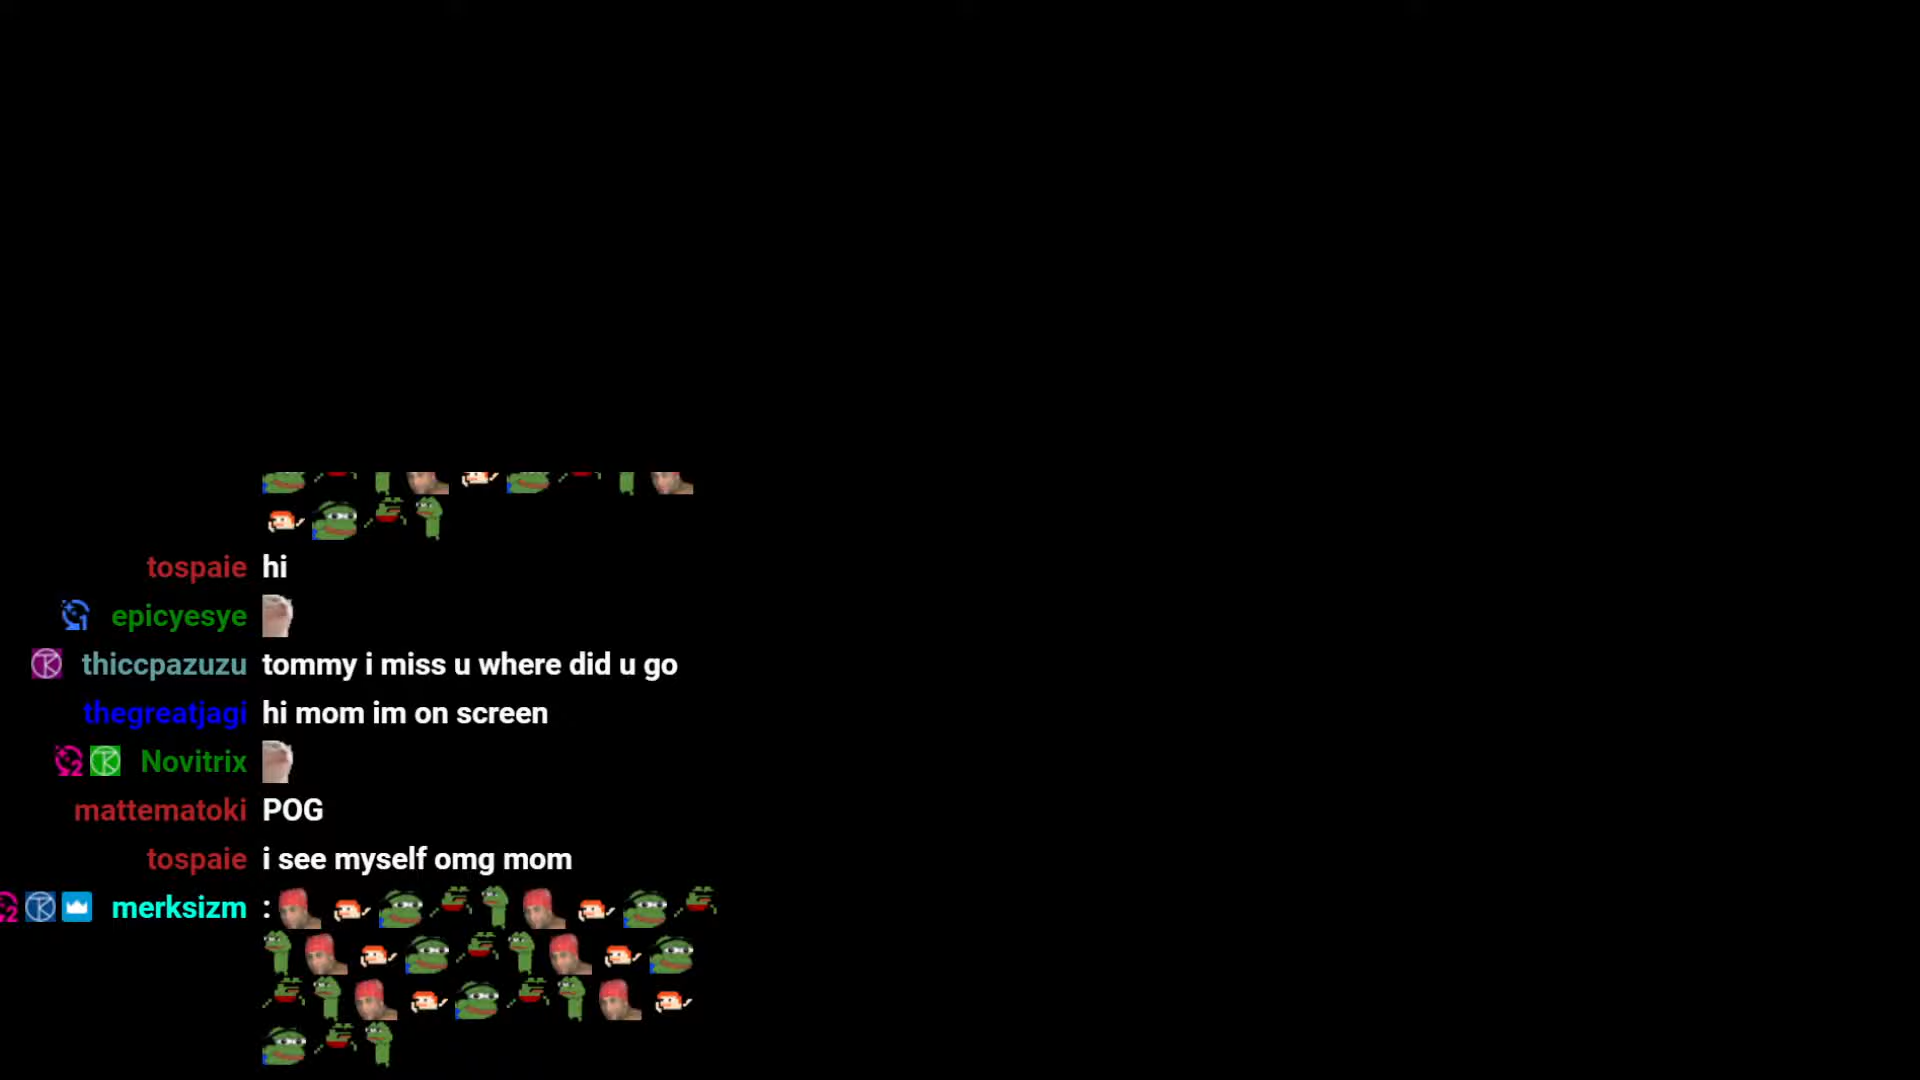 tospaie hi
epicyesye
thiccpazuzu tommy i miss u where did u go
thegreatjagi hi mom im on screen
Novitrix
mattematoki POG
tospaie i see myself omg mom
merksizm :